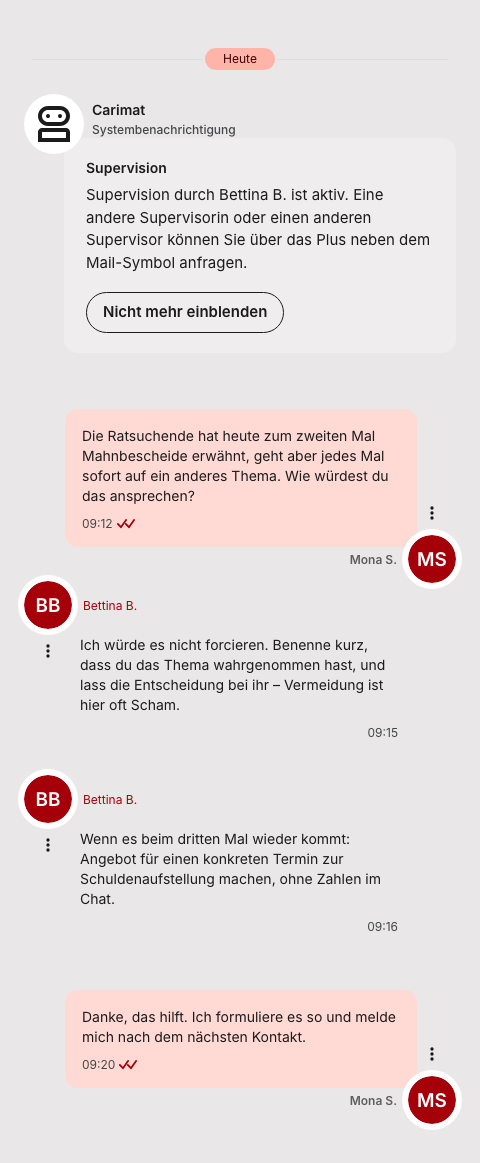 Heute
Carimat
Systembenachrichtigung
Supervision
Supervision durch Bettina B. ist aktiv. Eine
andere Supervisorin oder einen anderen
Supervisor können Sie über das Plus neben dem
Mail-Symbol anfragen.
Nicht mehr einblenden
Die Ratsuchende hat heute zum zweiten Mal
Mahnbescheide erwähnt, geht aber jedes Mal
sofort auf ein anderes Thema. Wie würdest du
das ansprechen?
09:12
Mona S.
MS
BB
Bettina B.
Ich würde es nicht forcieren. Benenne kurz,
dass du das Thema wahrgenommen hast, und
lass die Entscheidung bei ihr – Vermeidung ist
hier oft Scham.
09:15
BB
Bettina B.
Wenn es beim dritten Mal wieder kommt:
Angebot für einen konkreten Termin zur
Schuldenaufstellung machen, ohne Zahlen im
Chat.
09:16
Danke, das hilft. Ich formuliere es so und melde
mich nach dem nächsten Kontakt.
09:20
Mona S.
MS